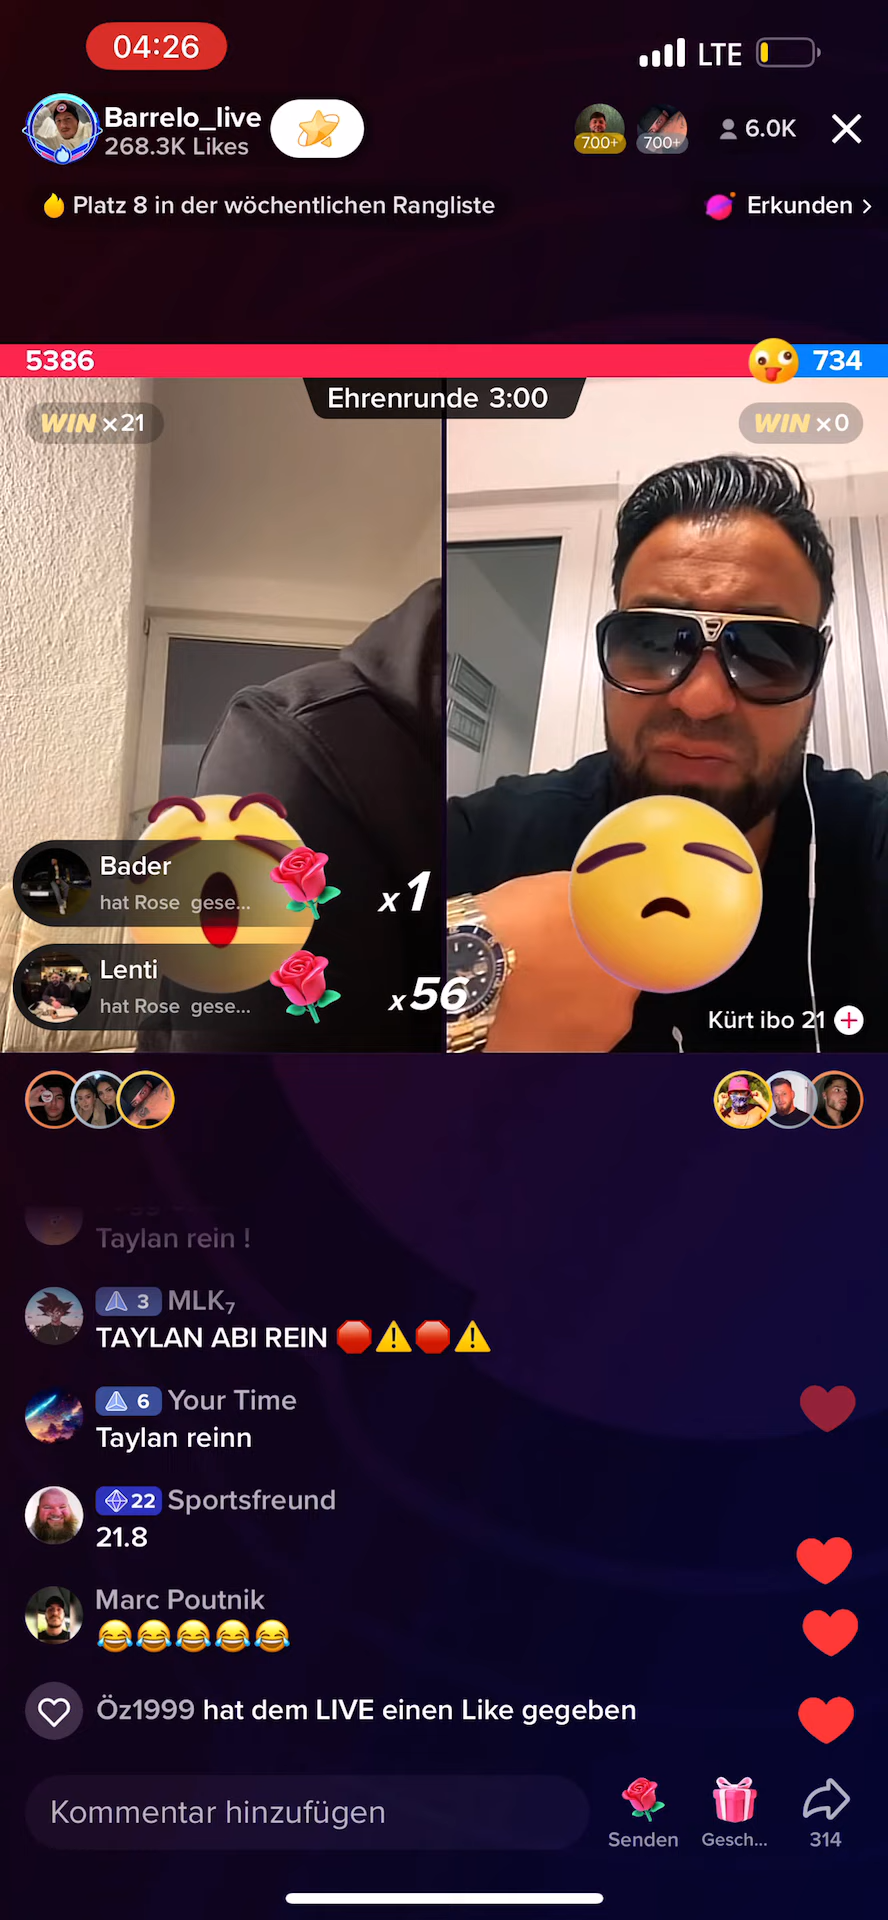 04:26
LTE
Barrelo_live
268.3K Likes
700+
700+
6.0K
Platz 8 in der wöchentlichen Rangliste
Erkunden >
5386
734
Ehrenrunde 3:00
WIN x21
WIN x0
Bader
hat Rose gese...
x1
Lenti
hat Rose gese...
x56
Kürt ibo 21
Taylan rein !
3 MLK₇
TAYLAN ABI REIN 🛑⚠️🛑⚠️
6 Your Time
Taylan reinn
22 Sportsfreund
21.8
Marc Poutnik
😂😂😂😂😂
Öz1999 hat dem LIVE einen Like gegeben
Kommentar hinzufügen
Senden
Gesch...
314